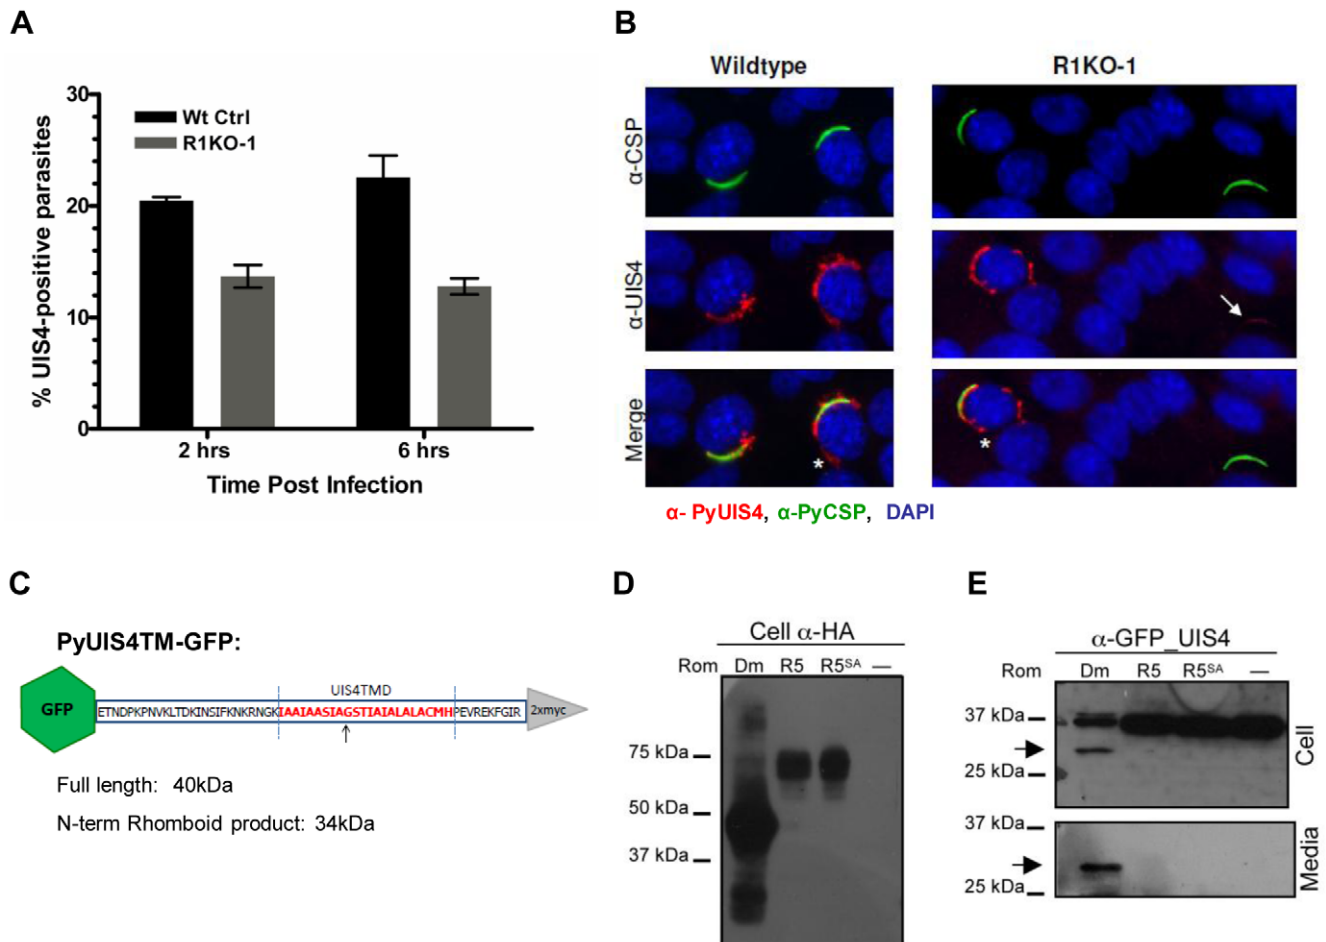 A
30
20
10
0
% UIS4-positive parasites
Wt Ctrl
R1KO-1
2 hrs
6 hrs
Time Post Infection
B
Wildtype
R1KO-1
α-CSP
α-UIS4
Merge
*
*
α- PyUIS4, α-PyCSP, DAPI
C
PyUIS4TM-GFP:
UIS4TMD
GFP
ETNDPKPNVKLTDKINSIFKNKRNGKIAAIAASIAGSTIAIALALACMHPEVREKFGIR
2xmyc
Full length: 40kDa
N-term Rhomboid product: 34kDa
D
Cell α-HA
Rom Dm R5 R5SA —
75 kDa
50 kDa
37 kDa
E
α-GFP_UIS4
Rom Dm R5 R5SA —
37 kDa
25 kDa
Cell
37 kDa
25 kDa
Media